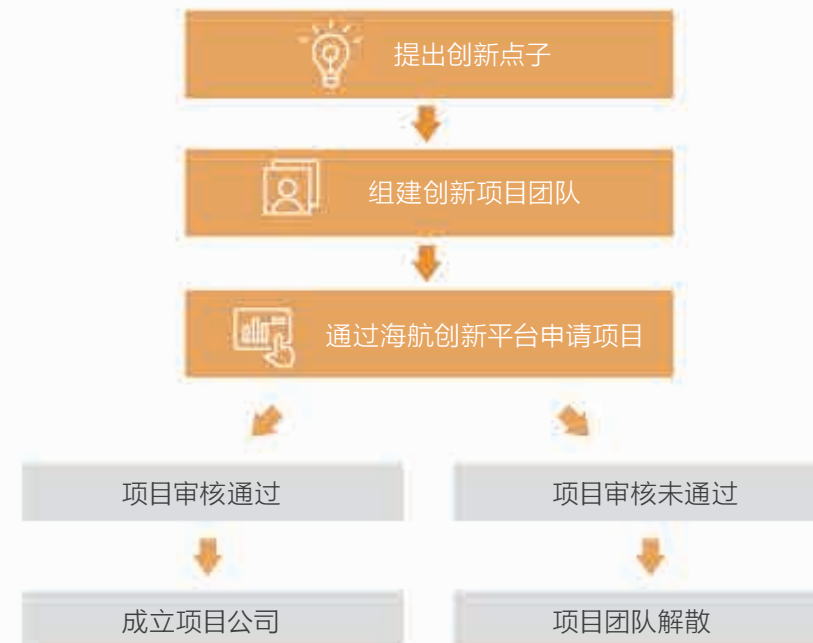 提出创新点子
组建创新项目团队
通过海航创新平台申请项目
项目审核通过
项目审核未通过
成立项目公司
项目团队解散